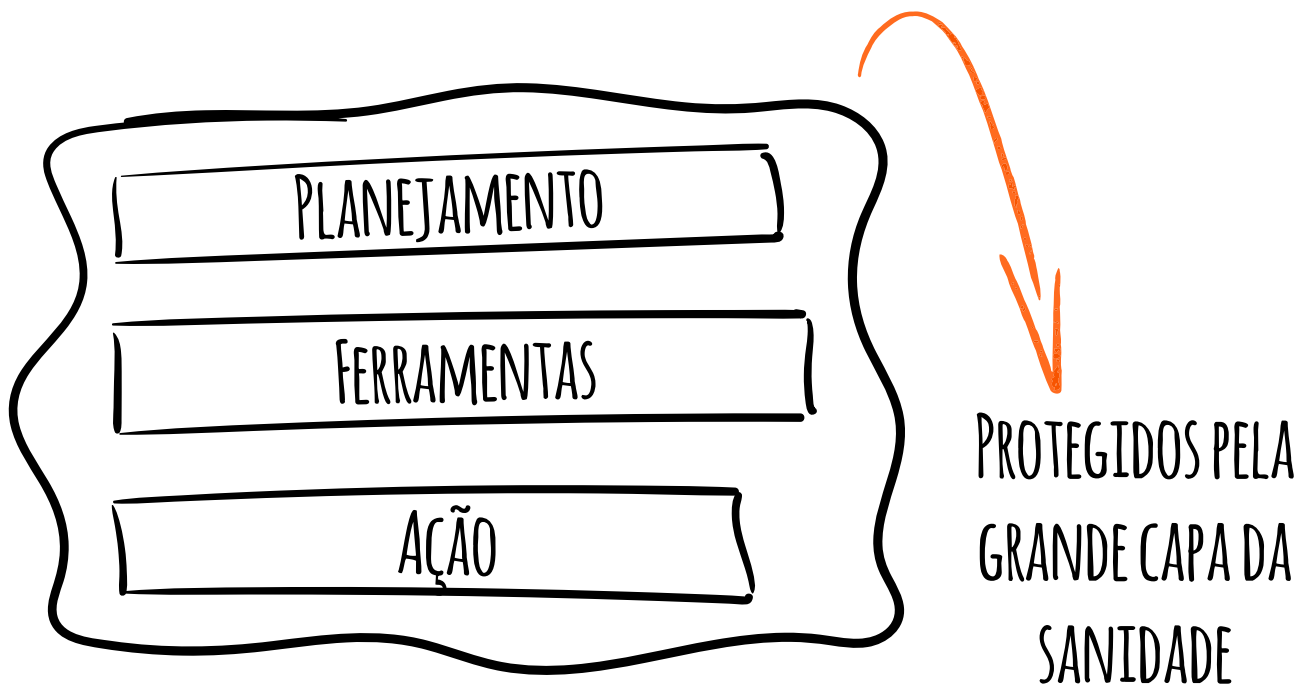 Planejamento
Ferramentas
Ação
Protegidos pela
grande capa da
sanidade